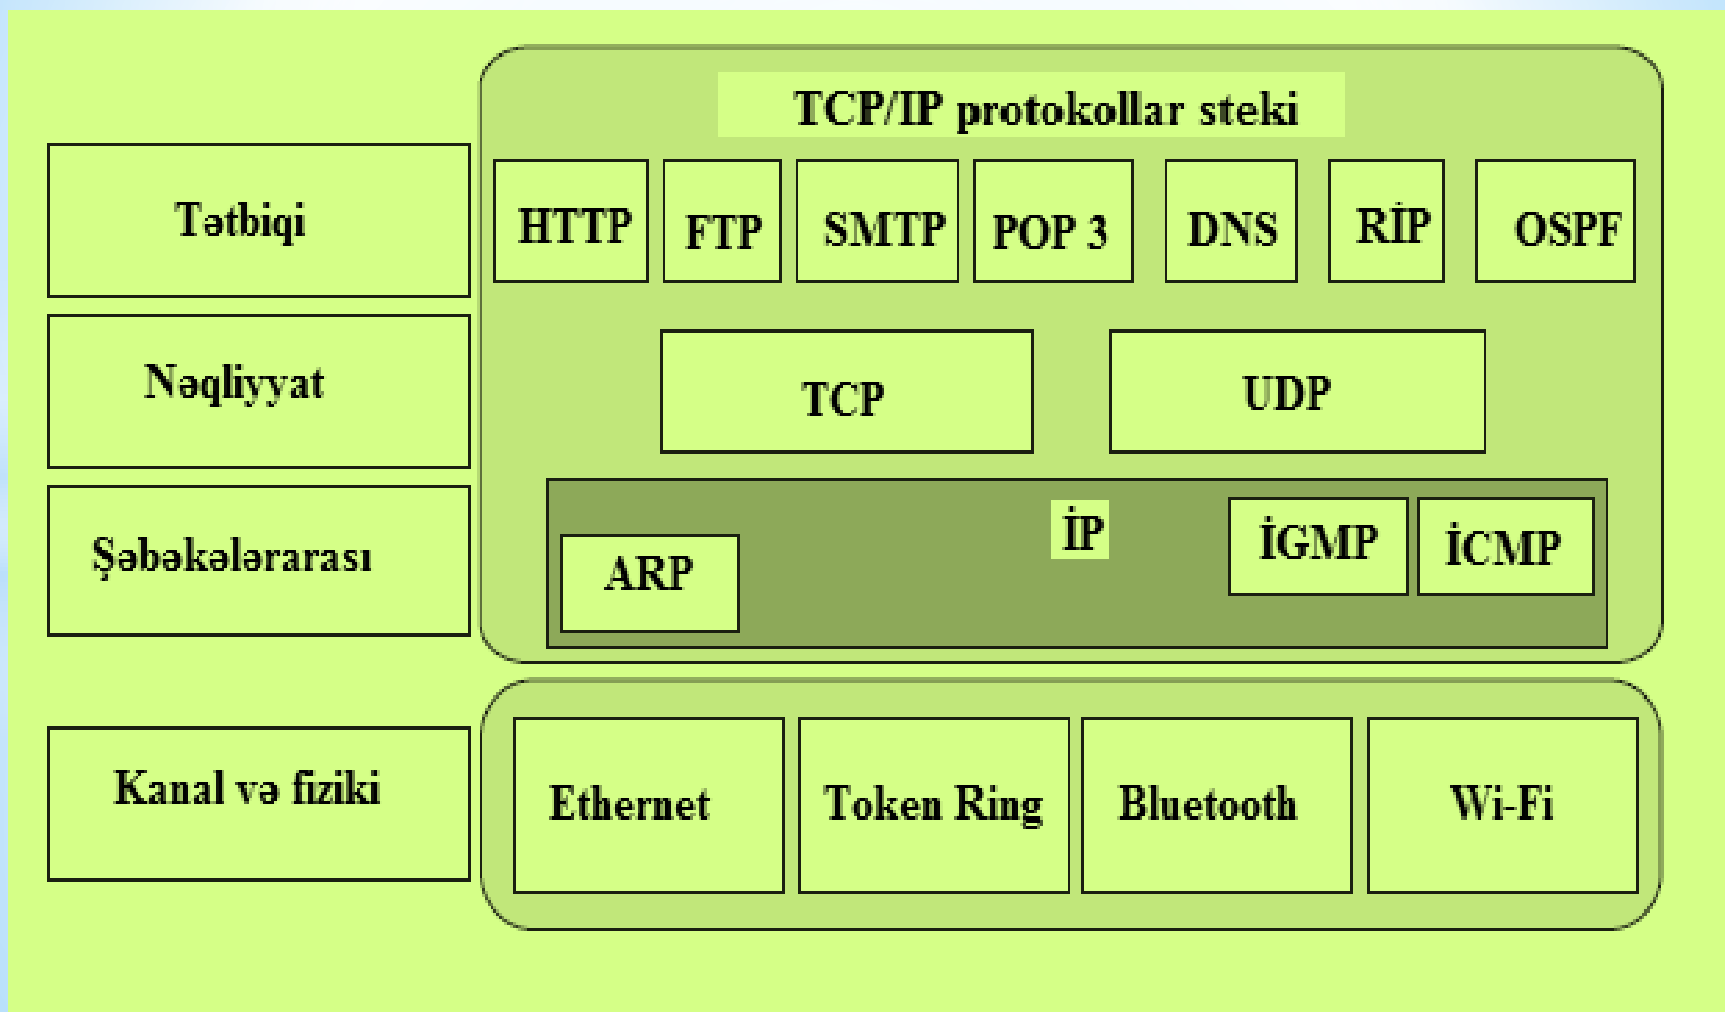 TCP/IP protokollar steki
Tətbiqi
HTTP
FTP
SMTP
POP 3
DNS
RİP
OSPF
Nəqliyyat
TCP
UDP
Şəbəkələrarası
ARP
İP
İGMP
İCMP
Kanal və fiziki
Ethernet
Token Ring
Bluetooth
Wi-Fi